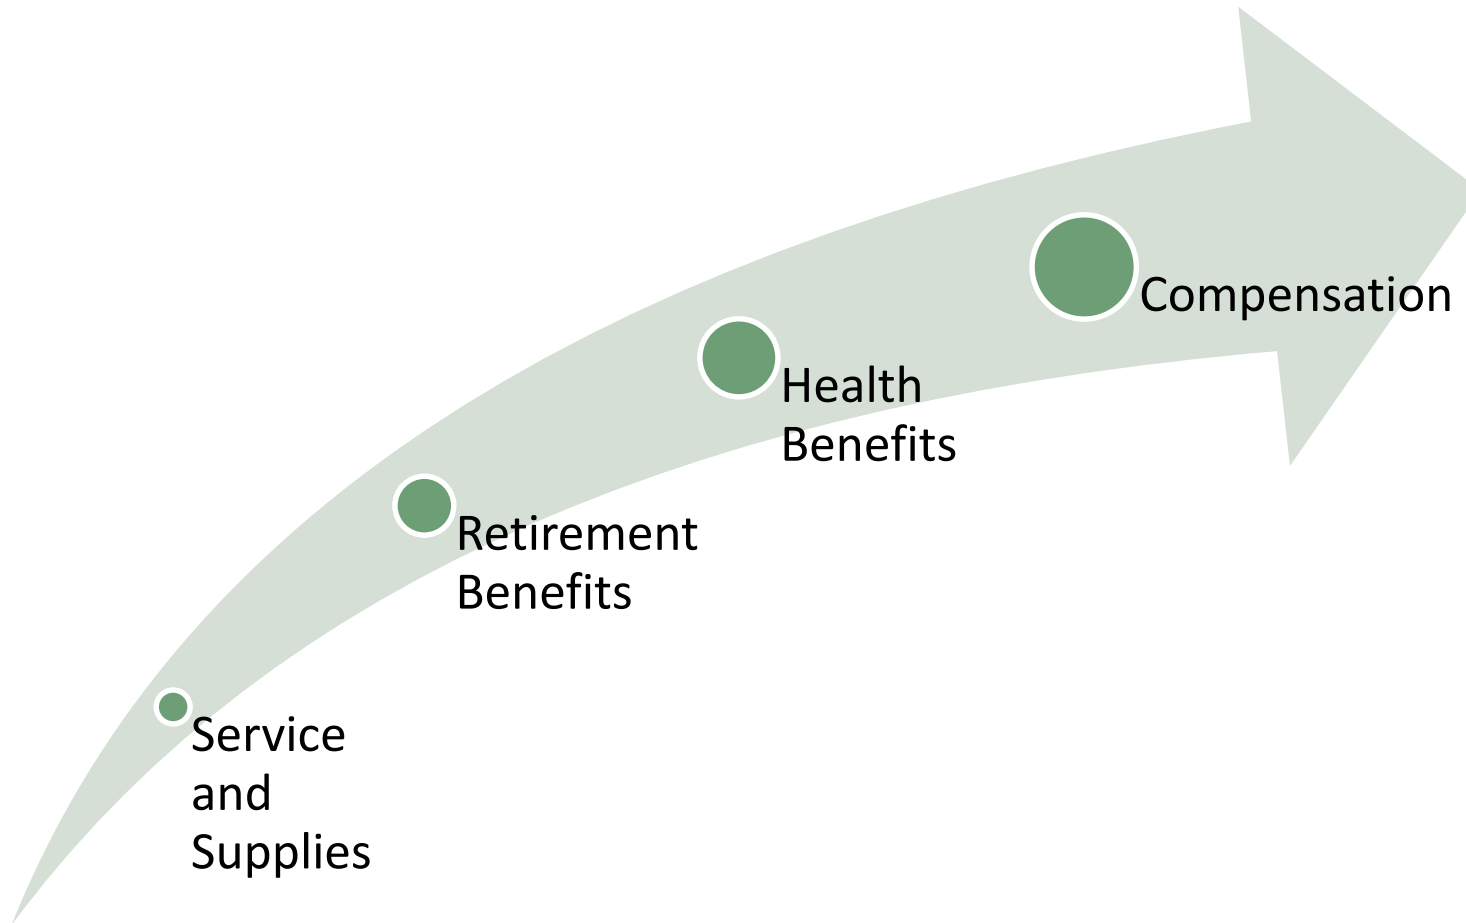 Compensation
Health
Benefits
Retirement
Benefits
Service
and
Supplies